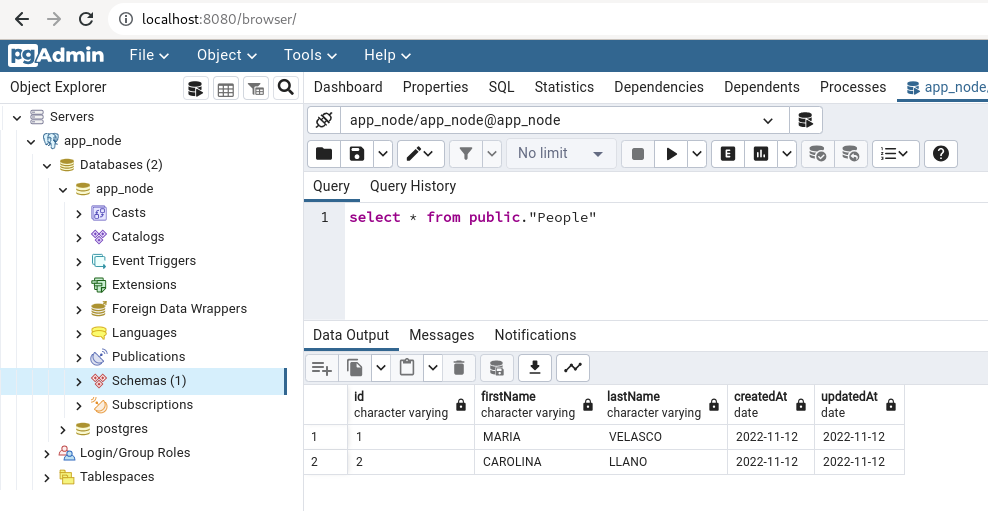 localhost:8080/browser/
pgAdmin File Object Tools Help
Object Explorer
Servers
app_node
Databases (2)
app_node
Casts
Catalogs
Event Triggers
Extensions
Foreign Data Wrappers
Languages
Publications
Schemas (1)
Subscriptions
postgres
Login/Group Roles
Tablespaces
Dashboard Properties SQL Statistics Dependencies Dependents Processes app_node/
app_node/app_node@app_node
No limit E
Query Query History
1 select * from public."People"
Data Output Messages Notifications
id firstName lastName createdAt updatedAt
character varying character varying character varying date date
1 1 MARIA VELASCO 2022-11-12 2022-11-12
2 2 CAROLINA LLANO 2022-11-12 2022-11-12